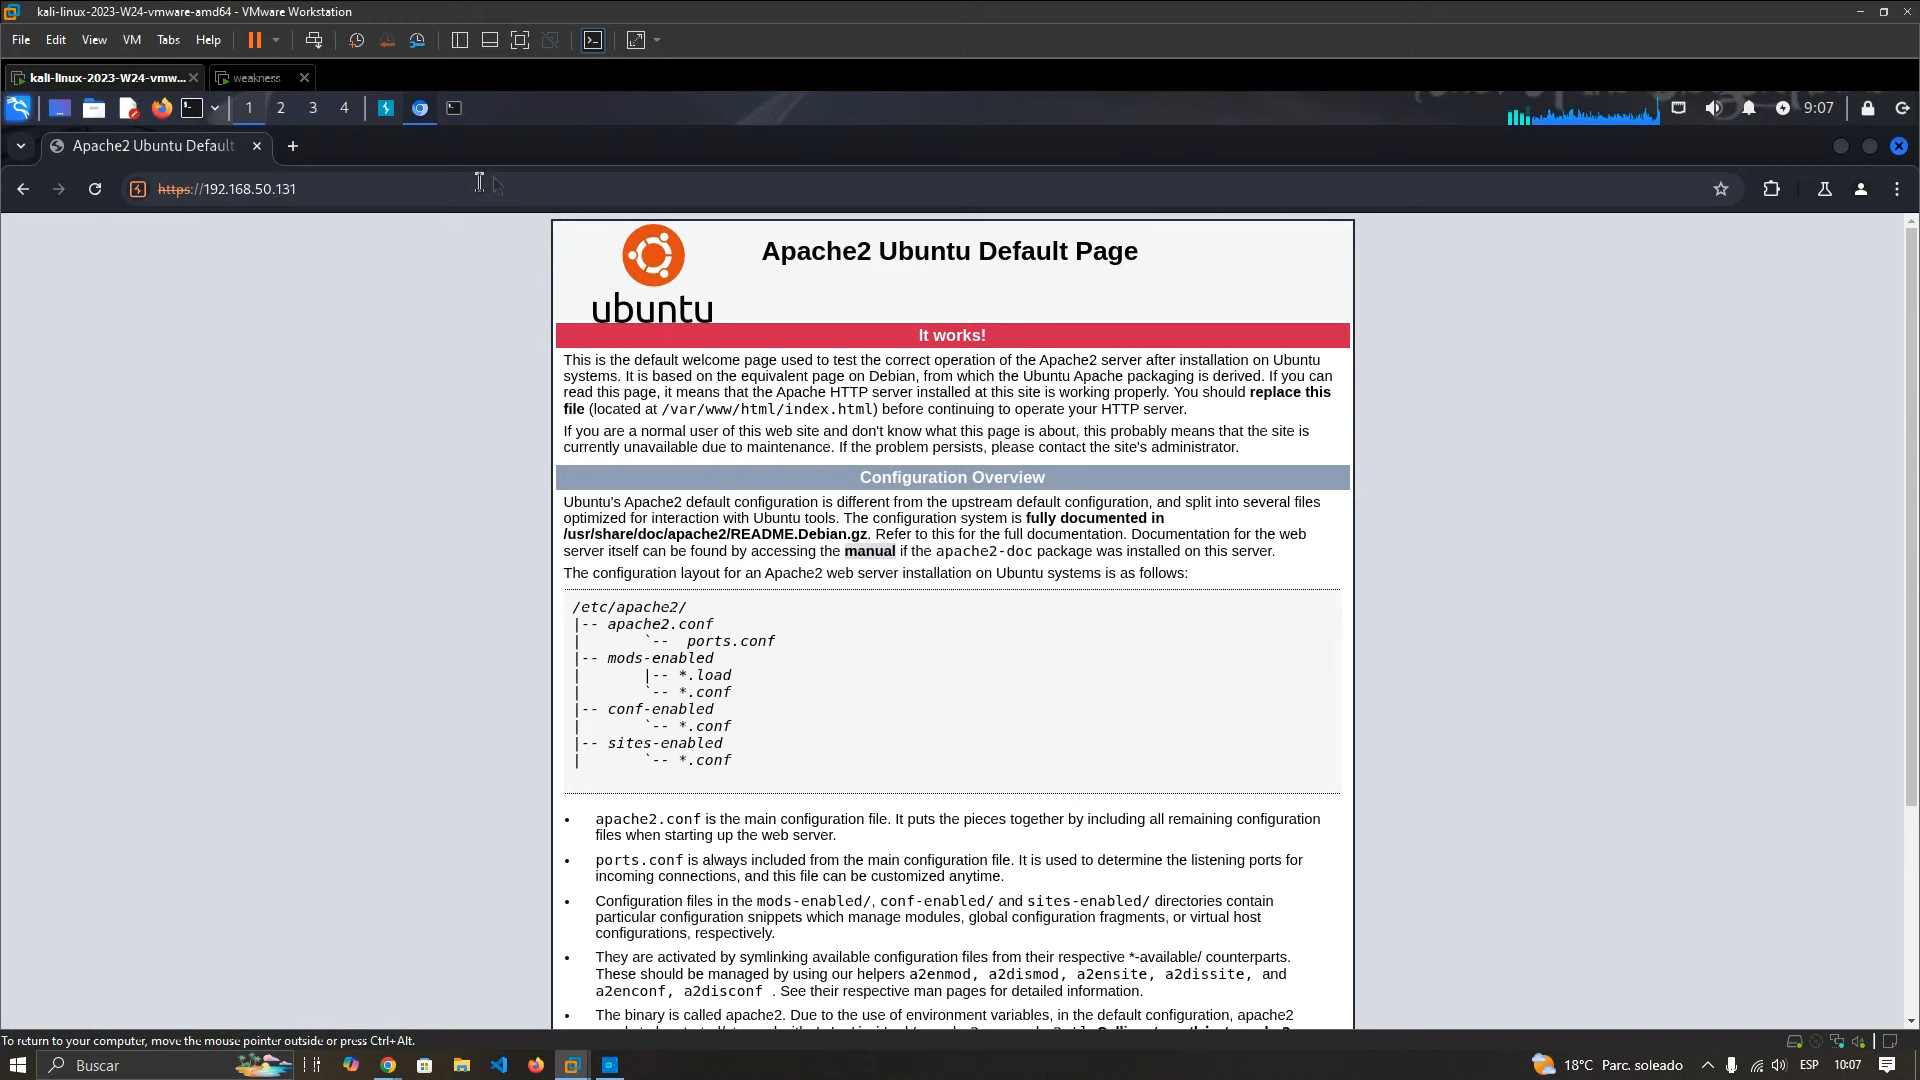 kali-linux-2023-W24-vmware-amd64 - VMware Workstation
File Edit View VM Tabs Help
kali-linux-2023-W24-vmw... weakness
1 2 3 4 9:07
Apache2 Ubuntu Default
https://192.168.50.131
ubuntu
Apache2 Ubuntu Default Page
It works!
This is the default welcome page used to test the correct operation of the Apache2 server after installation on Ubuntu
systems. It is based on the equivalent page on Debian, from which the Ubuntu Apache packaging is derived. If you can
read this page, it means that the Apache HTTP server installed at this site is working properly. You should replace this
file (located at /var/www/html/index.html) before continuing to operate your HTTP server.
If you are a normal user of this web site and don't know what this page is about, this probably means that the site is
currently unavailable due to maintenance. If the problem persists, please contact the site's administrator.
Configuration Overview
Ubuntu's Apache2 default configuration is different from the upstream default configuration, and split into several files
optimized for interaction with Ubuntu tools. The configuration system is fully documented in
/usr/share/doc/apache2/README.Debian.gz. Refer to this for the full documentation. Documentation for the web
server itself can be found by accessing the manual if the apache2-doc package was installed on this server.
The configuration layout for an Apache2 web server installation on Ubuntu systems is as follows:
/etc/apache2/
|-- apache2.conf
|       `--  ports.conf
|-- mods-enabled
|       |-- *.load
|       `-- *.conf
|-- conf-enabled
|       `-- *.conf
|-- sites-enabled
|       `-- *.conf
• apache2.conf is the main configuration file. It puts the pieces together by including all remaining configuration
files when starting up the web server.
• ports.conf is always included from the main configuration file. It is used to determine the listening ports for
incoming connections, and this file can be customized anytime.
• Configuration files in the mods-enabled/, conf-enabled/ and sites-enabled/ directories contain
particular configuration snippets which manage modules, global configuration fragments, or virtual host
configurations, respectively.
• They are activated by symlinking available configuration files from their respective *-available/ counterparts.
These should be managed by using our helpers a2enmod, a2dismod, a2ensite, a2dissite, and
a2enconf, a2disconf . See their respective man pages for detailed information.
• The binary is called apache2. Due to the use of environment variables, in the default configuration, apache2
To return to your computer, move the mouse pointer outside or press Ctrl+Alt.
Buscar 18°C Parc. soleado ESP 10:07